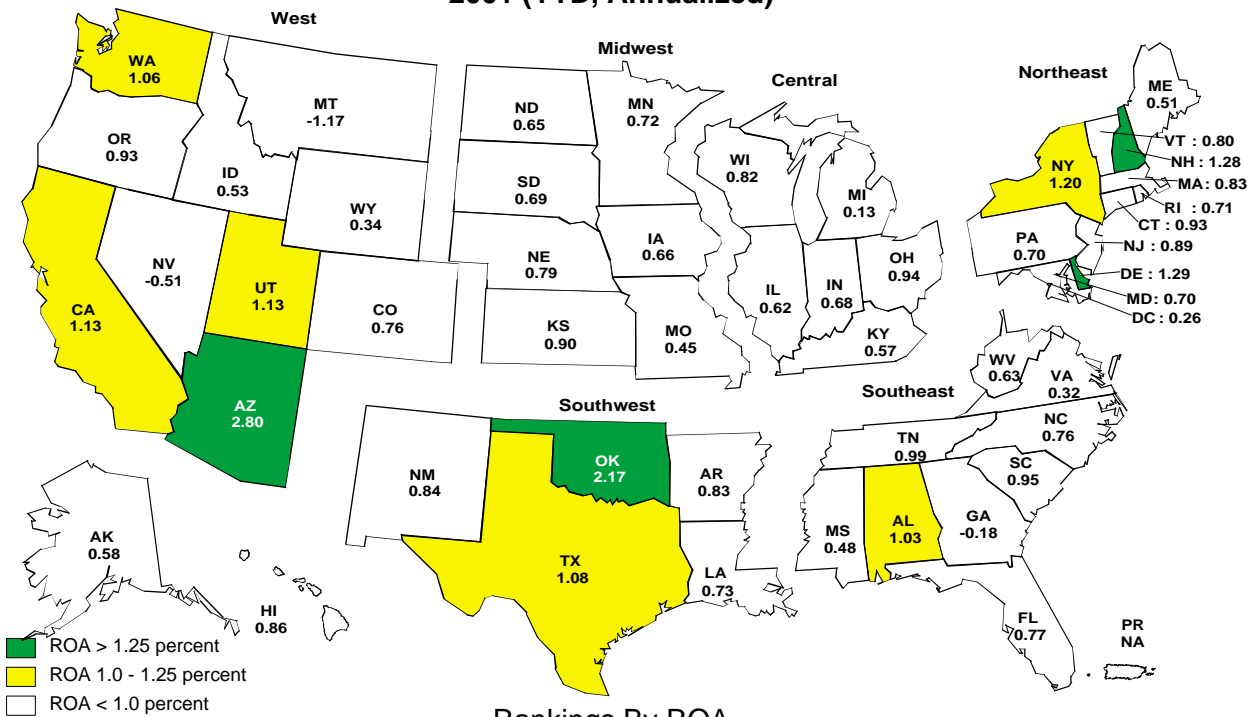 2001 (YTD, Annualized)
West
Midwest
Central
Northeast
WA
1.06
MT
-1.17
OR
0.93
ID
0.53
WY
0.34
NV
-0.51
UT
1.13
CA
1.13
CO
0.76
AZ
2.80
ND
0.65
MN
0.72
SD
0.69
NE
0.79
IA
0.66
KS
0.90
MO
0.45
WI
0.82
MI
0.13
IL
0.62
IN
0.68
OH
0.94
KY
0.57
ME
0.51
VT : 0.80
NH : 1.28
NY
1.20
MA : 0.83
RI : 0.71
CT : 0.93
NJ : 0.89
PA
0.70
DE : 1.29
MD : 0.70
DC : 0.26
Southwest
Southeast
WV
0.63
VA
0.32
NC
0.76
TN
0.99
SC
0.95
NM
0.84
OK
2.17
AR
0.83
TX
1.08
LA
0.73
MS
0.48
AL
1.03
GA
-0.18
FL
0.77
PR
NA
AK
0.58
HI
0.86
ROA > 1.25 percent
ROA 1.0 - 1.25 percent
ROA < 1.0 percent
Rankings By ROA